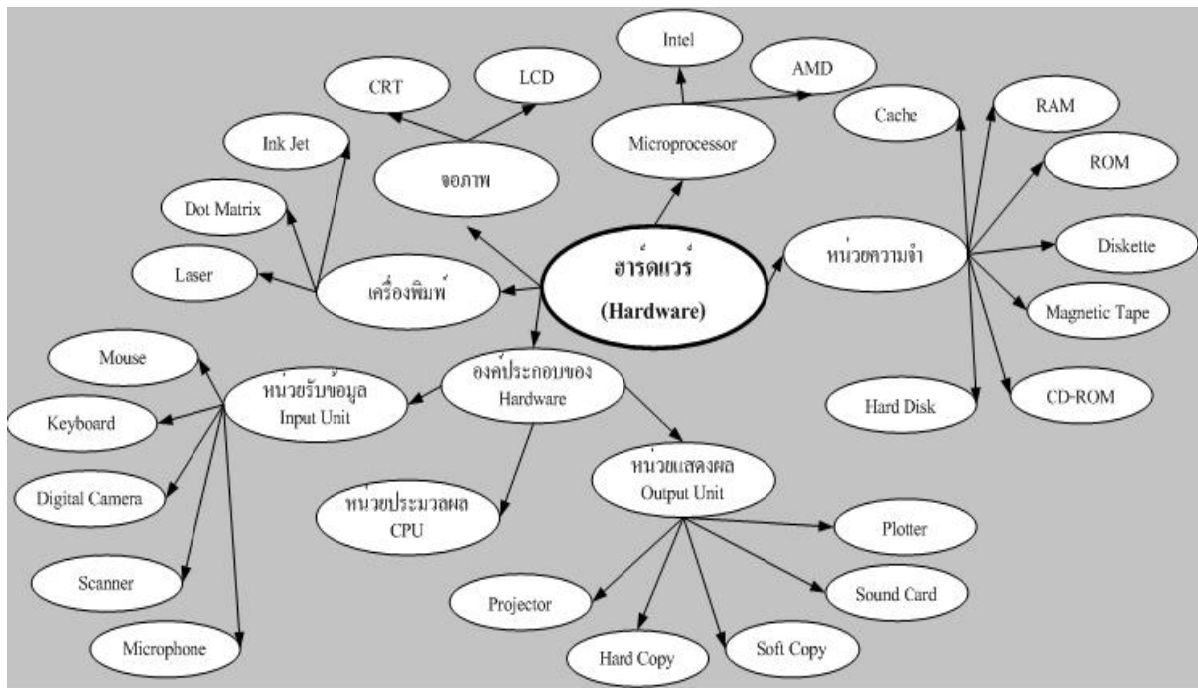 Intel
AMD
LCD
CRT
Cache
RAM
Ink Jet
Microprocessor
ROM
จอภาพ
Dot Matrix
ฮาร์ดแวร์
(Hardware)
หน่วยความจำ
Diskette
Laser
เครื่องพิมพ์
Magnetic Tape
Mouse
หน่วยรับข้อมูล
Input Unit
องค์ประกอบของ
Hardware
Hard Disk
CD-ROM
Keyboard
หน่วยแสดงผล
Output Unit
Digital Camera
หน่วยประมวลผล
CPU
Plotter
Scanner
Projector
Sound Card
Microphone
Hard Copy
Soft Copy